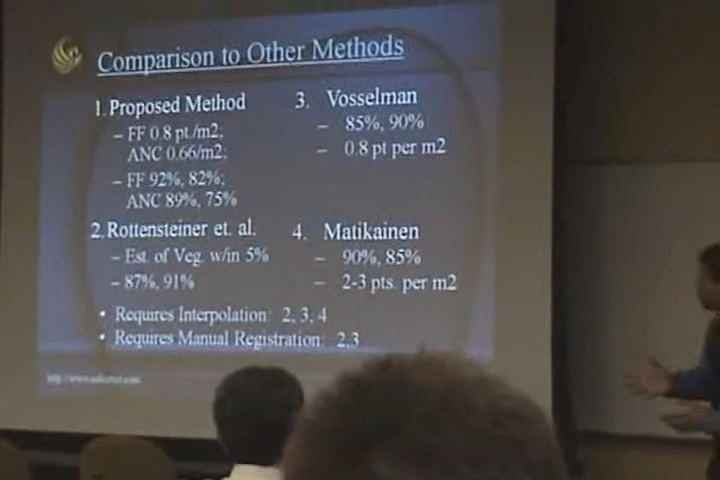 Comparison to Other Methods
1. Proposed Method
– FF 0.8 pt./m2;
ANC 0.66/m2;
– FF 92%, 82%;
ANC 89%, 75%
2. Rottensteiner et. al.
– Est. of Veg. w/in 5%
– 87%, 91%
3. Vosselman
– 85%, 90%
– 0.8 pt per m2
4. Matikainen
– 90%, 85%
– 2-3 pts. per m2
• Requires Interpolation: 2, 3, 4
• Requires Manual Registration: 2,3